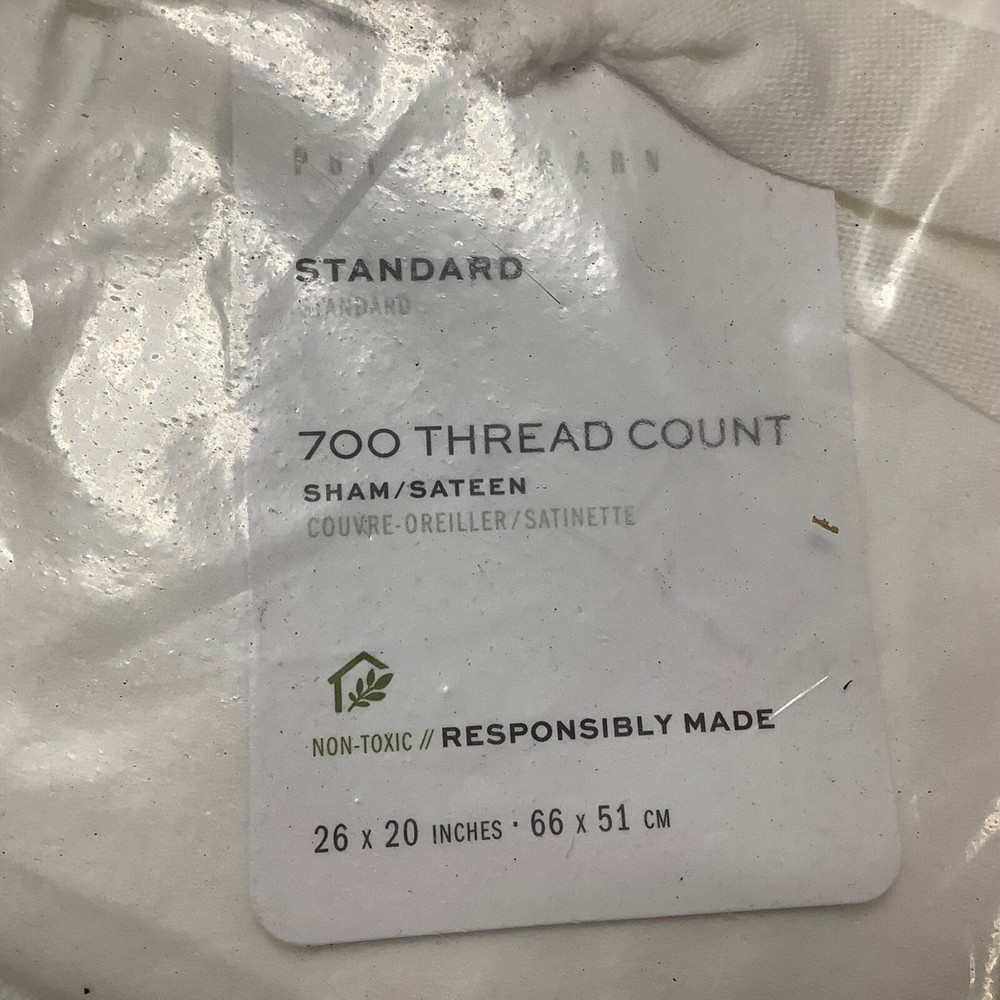 STANDARD
STANDARD
700 THREAD COUNT
SHAM/SATEEN
COUVRE-OREILLER/SATINETTE
NON-TOXIC // RESPONSIBLY MADE
26 x 20 INCHES · 66 x 51 CM